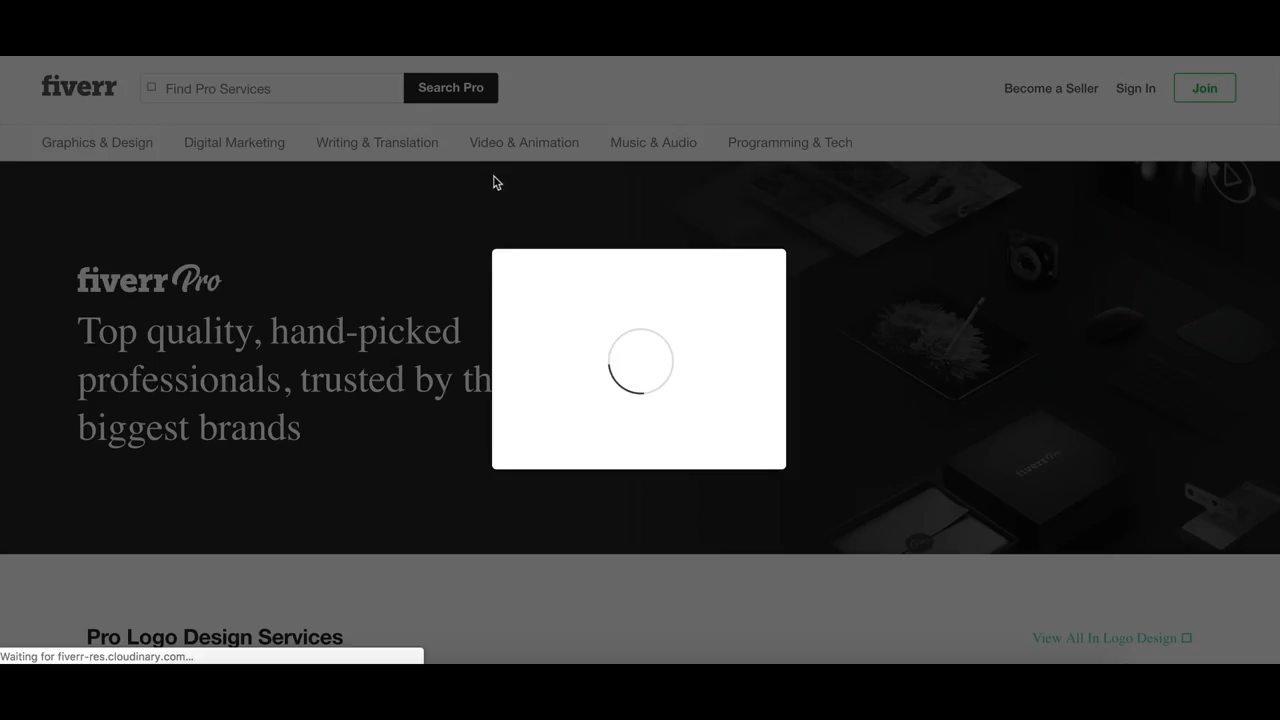 fiverr
Find Pro Services
Search Pro
Become a Seller
Sign In
Join
Graphics & Design
Digital Marketing
Writing & Translation
Video & Animation
Music & Audio
Programming & Tech
fiverr Pro
Top quality, hand-picked
professionals, trusted by th
biggest brands
fiverr Pro
Pro Logo Design Services
View All In Logo Design
Waiting for fiverr-res.cloudinary.com...